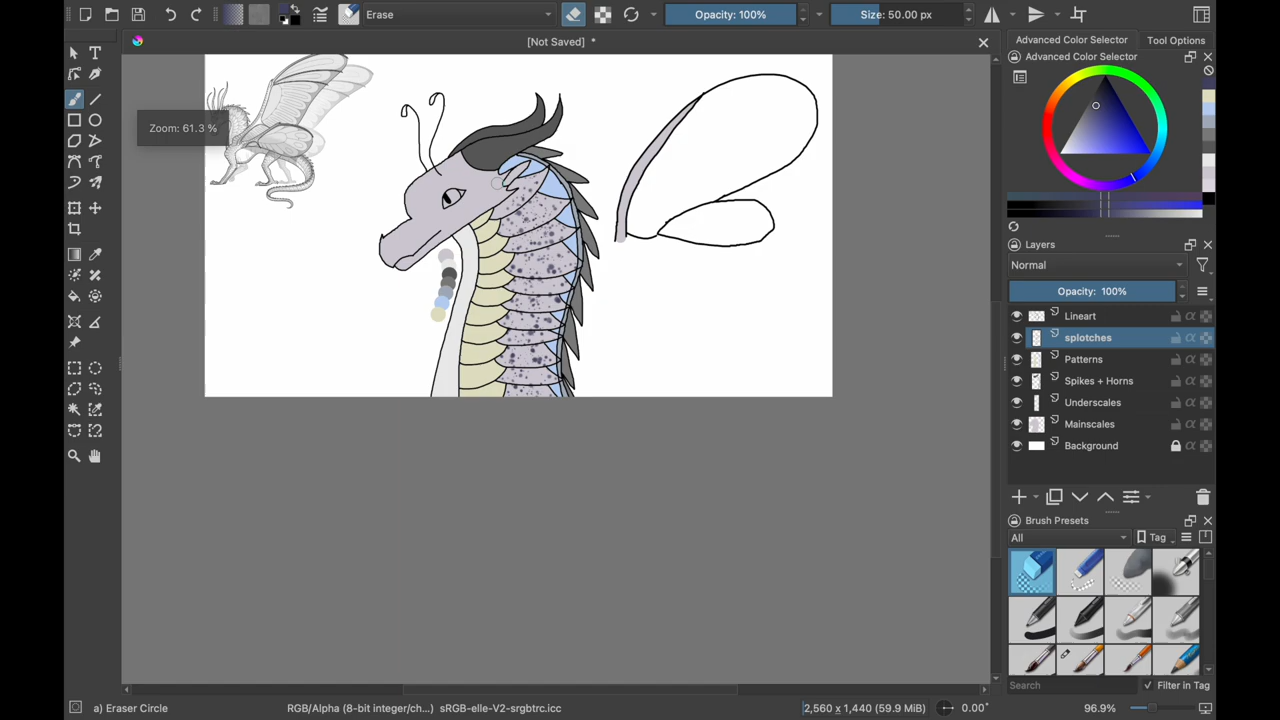 Erase
Opacity: 100%
Size: 50.00 px
[Not Saved] *
Advanced Color Selector
Tool Options
Advanced Color Selector
Zoom: 61.3 %
Layers
Normal
Opacity: 100%
Lineart
splotches
Patterns
Spikes + Horns
Underscales
Mainscales
Background
Brush Presets
All
Tag
Search
Filter in Tag
a) Eraser Circle
RGB/Alpha (8-bit integer/ch...) sRGB-elle-V2-srgbtrc.icc
2,560 x 1,440 (59.9 MiB)
0.00°
96.9%